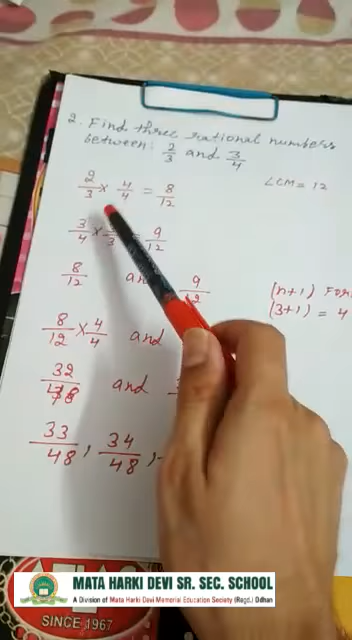 2. Find three rational numbers
between: 2/3 and 3/4
2/3 × 4/4 = 8/12
LCM = 12
3/4 × /3 = 9/12
8/12 and 9/12
(n+1) For
(3+1) = 4
8/12 × 4/4 and
32/48 and
33/48, 34/48,
ATLAS
SINCE 1967
MATA HARKI DEVI SR. SEC. SCHOOL
A Division of Mata Harki Devi Memorial Education Society (Regd.) Odhan